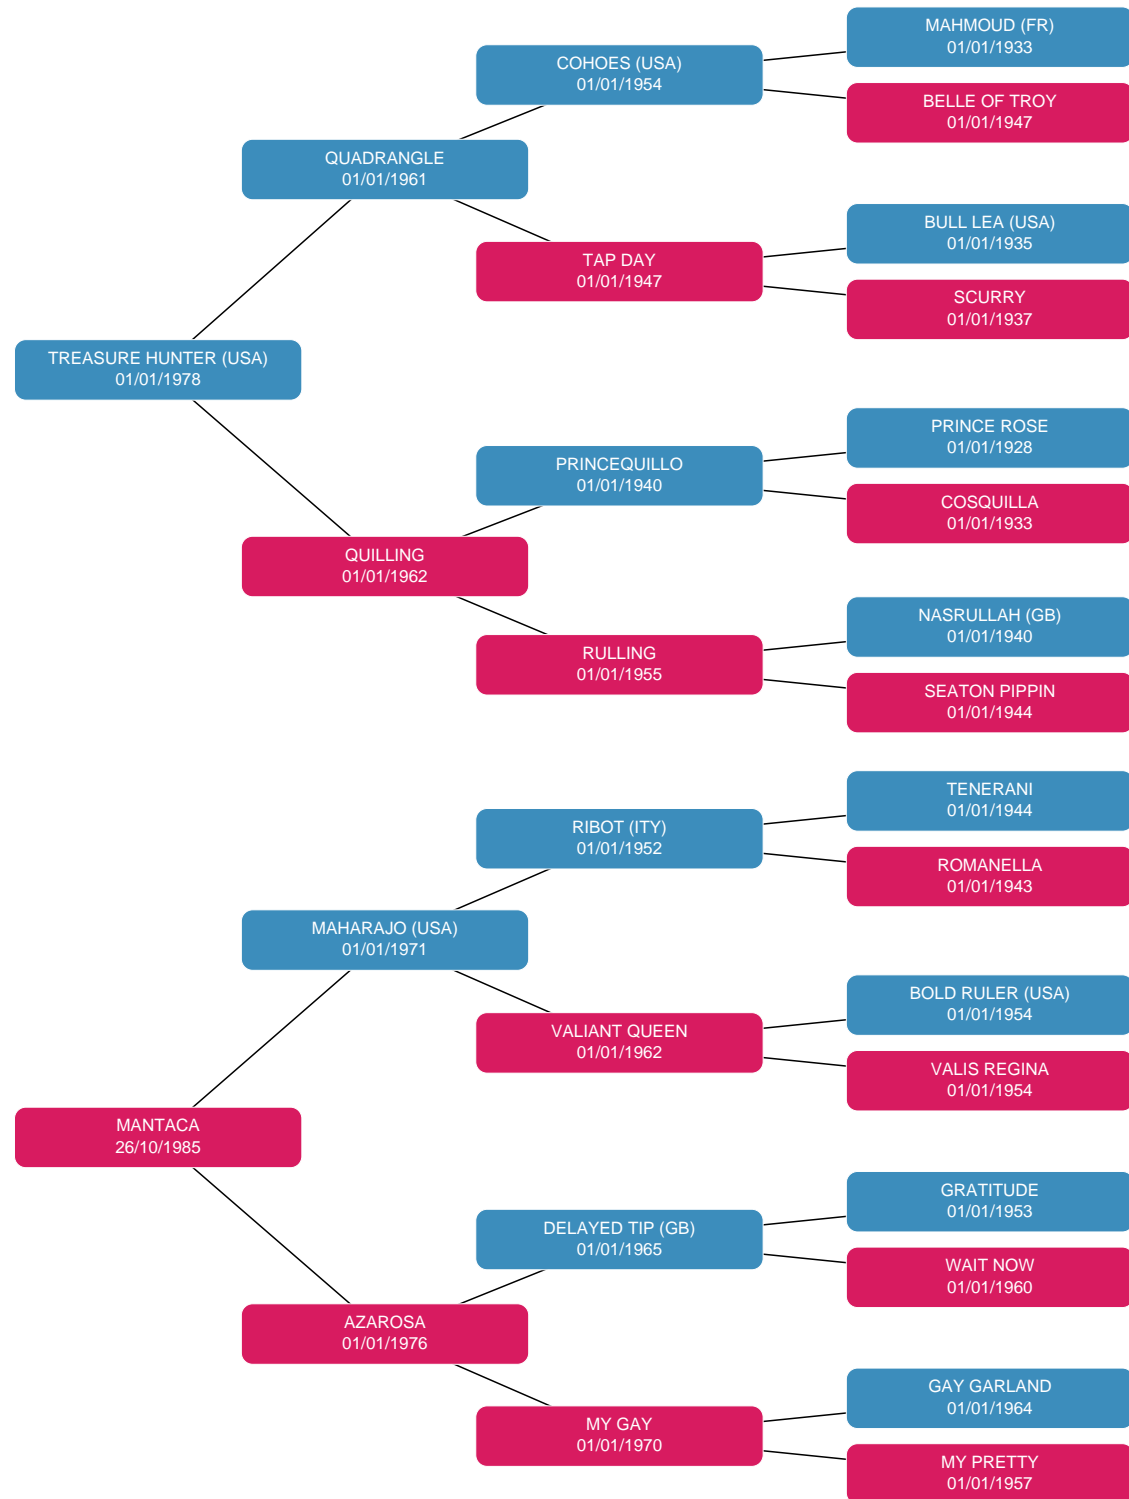 MAHMOUD (FR)
01/01/1933
COHOES (USA)
01/01/1954
BELLE OF TROY
01/01/1947
QUADRANGLE
01/01/1961
BULL LEA (USA)
01/01/1935
TAP DAY
01/01/1947
SCURRY
01/01/1937
TREASURE HUNTER (USA)
01/01/1978
PRINCE ROSE
01/01/1928
PRINCEQUILLO
01/01/1940
COSQUILLA
01/01/1933
QUILLING
01/01/1962
NASRULLAH (GB)
01/01/1940
RULLING
01/01/1955
SEATON PIPPIN
01/01/1944
TENERANI
01/01/1944
RIBOT (ITY)
01/01/1952
ROMANELLA
01/01/1943
MAHARAJO (USA)
01/01/1971
BOLD RULER (USA)
01/01/1954
VALIANT QUEEN
01/01/1962
VALIS REGINA
01/01/1954
MANTACA
26/10/1985
GRATITUDE
01/01/1953
DELAYED TIP (GB)
01/01/1965
WAIT NOW
01/01/1960
AZAROSA
01/01/1976
GAY GARLAND
01/01/1964
MY GAY
01/01/1970
MY PRETTY
01/01/1957